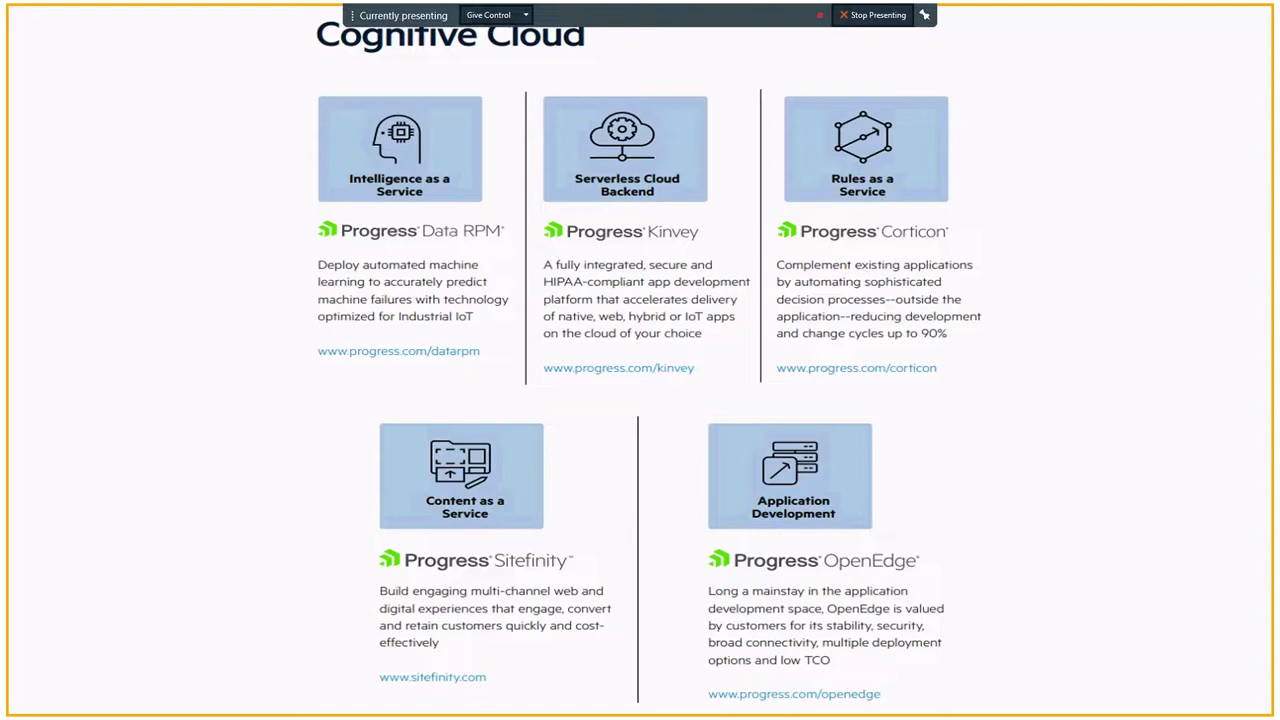 Currently presenting
Give Control
Stop Presenting
Cognitive Cloud
Intelligence as a
Service
Progress® Data RPM®
Deploy automated machine
learning to accurately predict
machine failures with technology
optimized for Industrial IoT
www.progress.com/datarpm
Serverless Cloud
Backend
Progress® Kinvey
A fully integrated, secure and
HIPAA-compliant app development
platform that accelerates delivery
of native, web, hybrid or IoT apps
on the cloud of your choice
www.progress.com/kinvey
Rules as a
Service
Progress® Corticon®
Complement existing applications
by automating sophisticated
decision processes--outside the
application--reducing development
and change cycles up to 90%
www.progress.com/corticon
Content as a
Service
Progress® Sitefinity™
Build engaging multi-channel web and
digital experiences that engage, convert
and retain customers quickly and cost-
effectively
www.sitefinity.com
Application
Development
Progress® OpenEdge®
Long a mainstay in the application
development space, OpenEdge is valued
by customers for its stability, security,
broad connectivity, multiple deployment
options and low TCO
www.progress.com/openedge